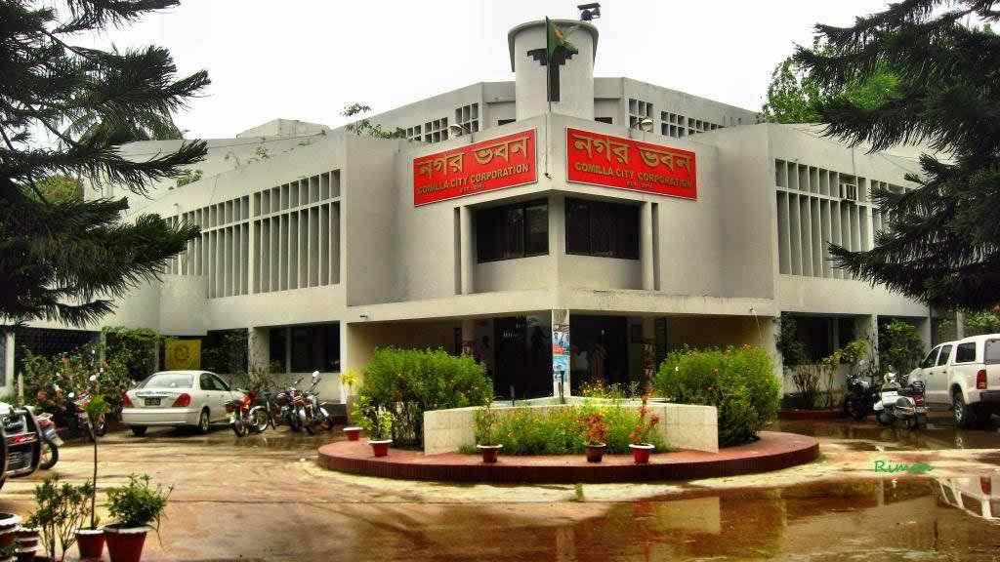 নগর ভবন
COMILLA CITY CORPORATION
নগর ভবন
COMILLA CITY CORPORATION
Rimon